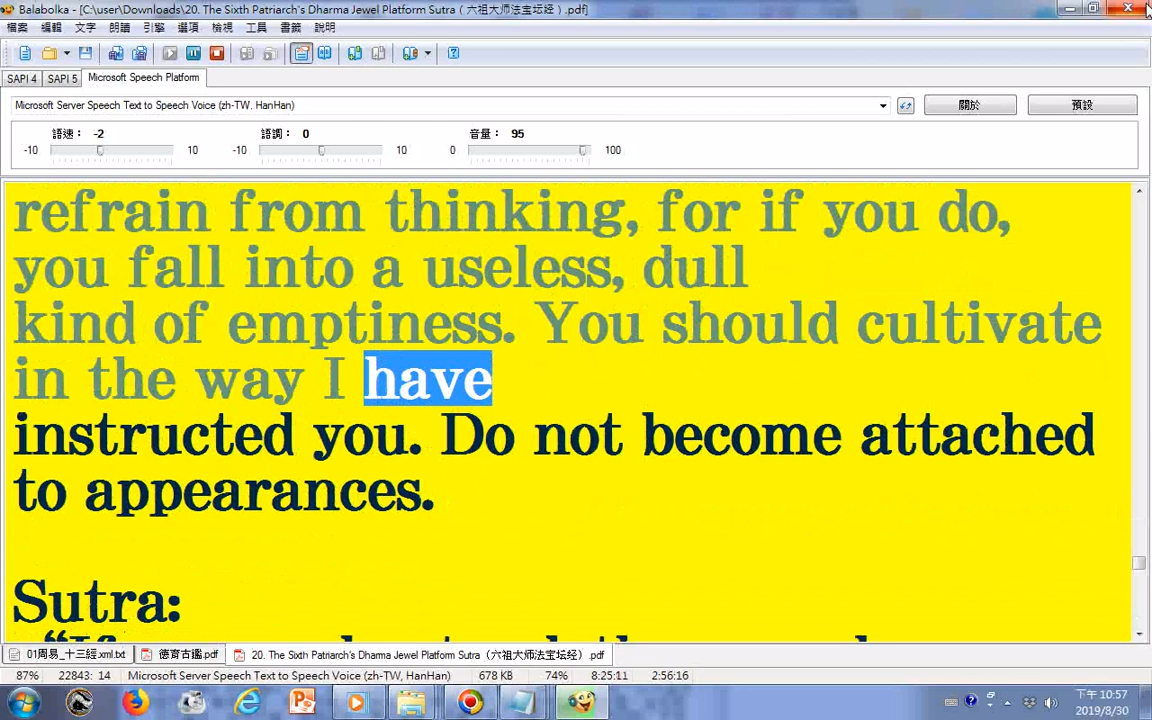 Balabolka - [C:\user\Downloads\20. The Sixth Patriarch's Dharma Jewel Platform Sutra（六祖大师法宝坛经）.pdf]
檔案 編輯 文字 朗讀 引擎 選項 檢視 工具 書籤 說明
SAPI 4 SAPI 5 Microsoft Speech Platform
Microsoft Server Speech Text to Speech Voice (zh-TW, HanHan) 關於 預設
語速： -2 語調： 0 音量： 95
-10 10 -10 10 0 100
refrain from thinking, for if you do,
you fall into a useless, dull
kind of emptiness. You should cultivate
in the way I have
instructed you. Do not become attached
to appearances.
Sutra:
01周易_十三經.xml.txt 德育古鑑.pdf 20. The Sixth Patriarch's Dharma Jewel Platform Sutra（六祖大师法宝坛经）.pdf
87% 22843: 14 Microsoft Server Speech Text to Speech Voice (zh-TW, HanHan) 678 KB 74% 8:25:11 2:56:16
下午 10:57
2019/8/30